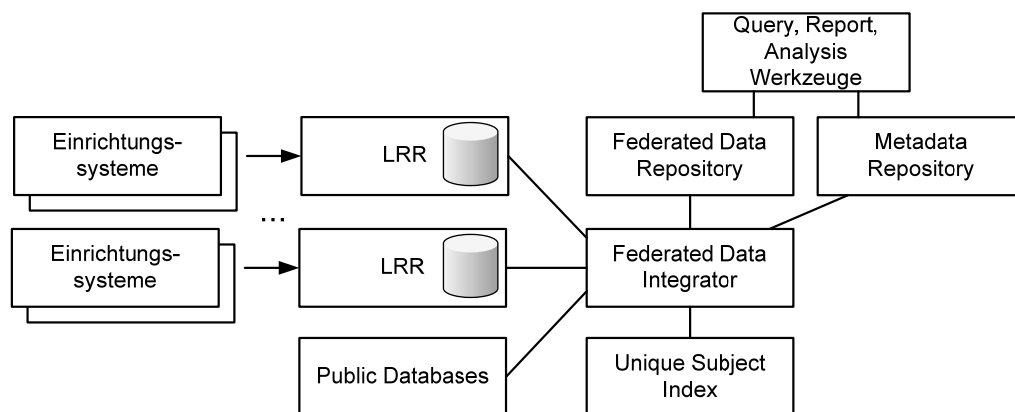 Query, Report,
Analysis
Werkzeuge
Einrichtungs-
systeme
LRR
Federated Data
Repository
Metadata
Repository
...
Einrichtungs-
systeme
LRR
Federated Data
Integrator
Public Databases
Unique Subject
Index